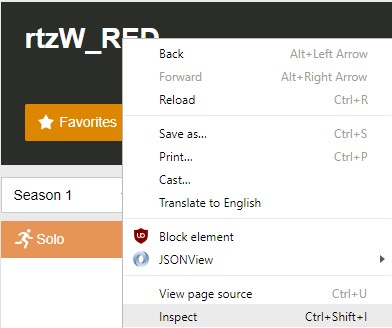 rtzW_RED
Favorites
Season 1
Solo
Back Alt+Left Arrow
Forward Alt+Right Arrow
Reload Ctrl+R
Save as... Ctrl+S
Print... Ctrl+P
Cast...
Translate to English
Block element
JSONView
View page source Ctrl+U
Inspect Ctrl+Shift+I